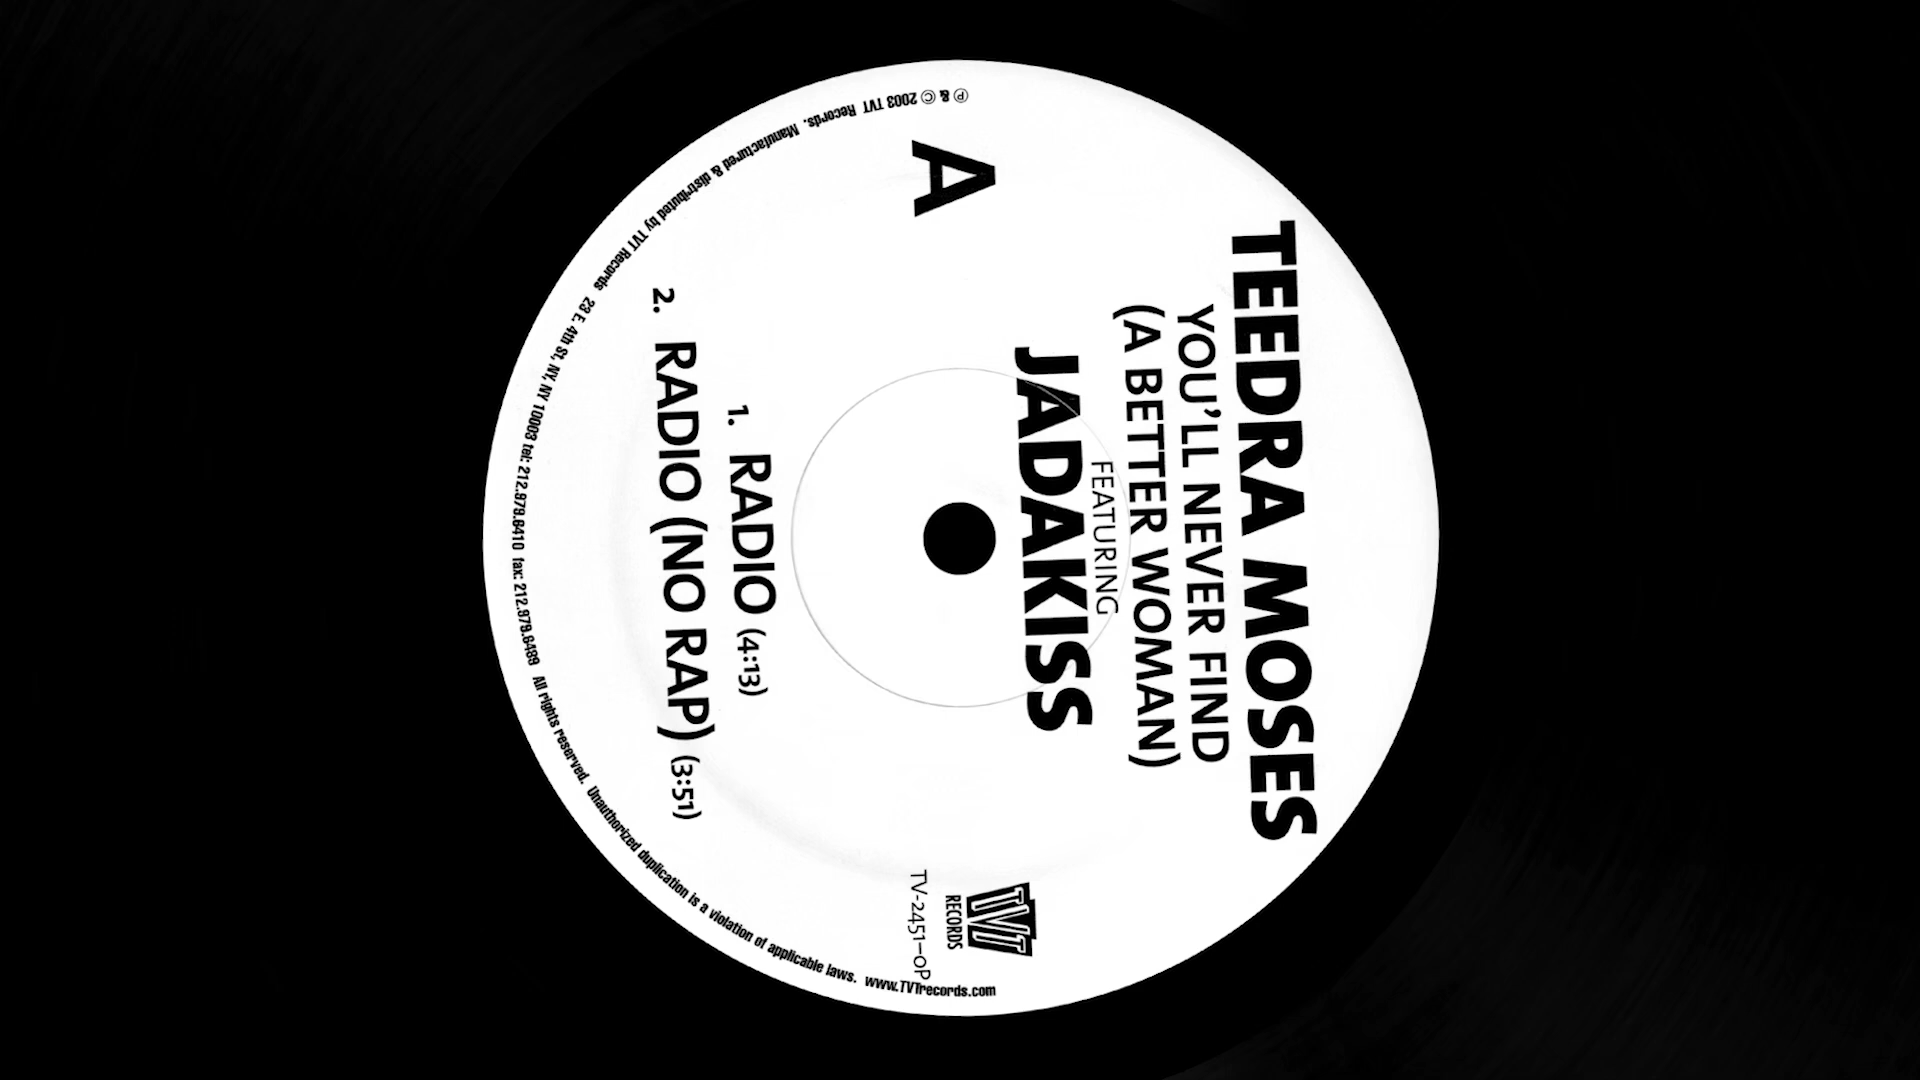 TEEDRA MOSES
YOU'LL NEVER FIND
(A BETTER WOMAN)
FEATURING
JADAKISS
A
TVT
RECORDS
TV-2451-0P
1. RADIO (4:13)
2. RADIO (NO RAP) (3:51)
℗ & © 2003 TVT Records. Manufactured & distributed by TVT Records 23 E. 4th St, NY, NY 10003 tel: 212.979.6410 fax: 212.979.6489 All rights reserved. Unauthorized duplication is a violation of applicable laws. www.TVTrecords.com